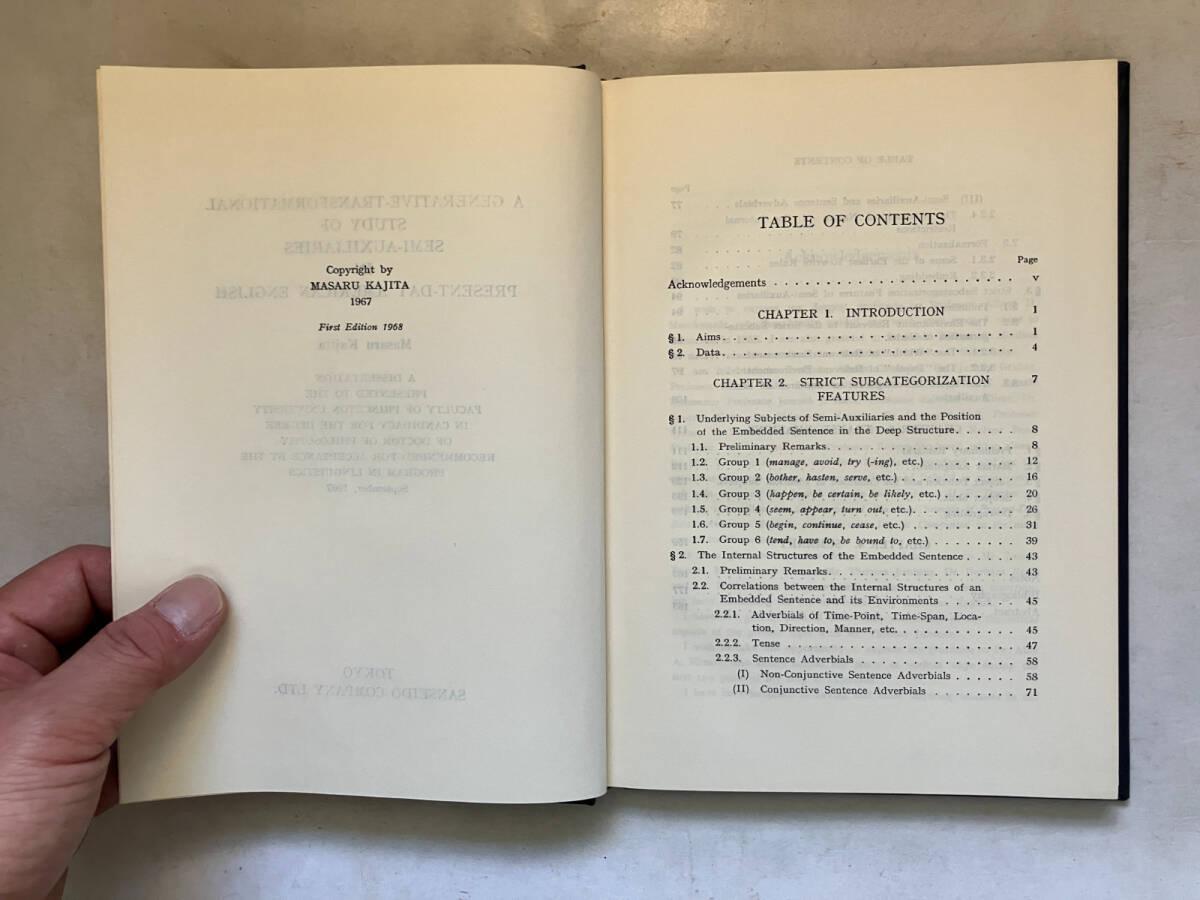 Copyright by
MASARU KAJITA
1967
First Edition 1968
TABLE OF CONTENTS
Page
Acknowledgements . . . . . . . . . . . . . . . . . . . . v
CHAPTER 1. INTRODUCTION 1
§ 1. Aims. . . . . . . . . . . . . . . . . . . . . . . . 1
§ 2. Data. . . . . . . . . . . . . . . . . . . . . . . . 4
CHAPTER 2. STRICT SUBCATEGORIZATION 7
FEATURES
§ 1. Underlying Subjects of Semi-Auxiliaries and the Position
of the Embedded Sentence in the Deep Structure. . . . . . 8
1.1. Preliminary Remarks. . . . . . . . . . . . . . . . 8
1.2. Group 1 (manage, avoid, try (-ing), etc.) . . . . . . . 12
1.3. Group 2 (bother, hasten, serve, etc.) . . . . . . . . . . 16
1.4. Group 3 (happen, be certain, be likely, etc.) . . . . . . . 20
1.5. Group 4 (seem, appear, turn out, etc.). . . . . . . . . 26
1.6. Group 5 (begin, continue, cease, etc.) . . . . . . . . . 31
1.7. Group 6 (tend, have to, be bound to, etc.) . . . . . . . 39
§ 2. The Internal Structures of the Embedded Sentence . . . . . 43
2.1. Preliminary Remarks. . . . . . . . . . . . . . . . 43
2.2. Correlations between the Internal Structures of an
Embedded Sentence and its Environments . . . . . . . 45
2.2.1. Adverbials of Time-Point, Time-Span, Loca-
tion, Direction, Manner, etc. . . . . . . . . . . . 45
2.2.2. Tense . . . . . . . . . . . . . . . . . . . 47
2.2.3. Sentence Adverbials . . . . . . . . . . . . . 58
(I) Non-Conjunctive Sentence Adverbials . . . . . . 58
(II) Conjunctive Sentence Adverbials . . . . . . . . 71